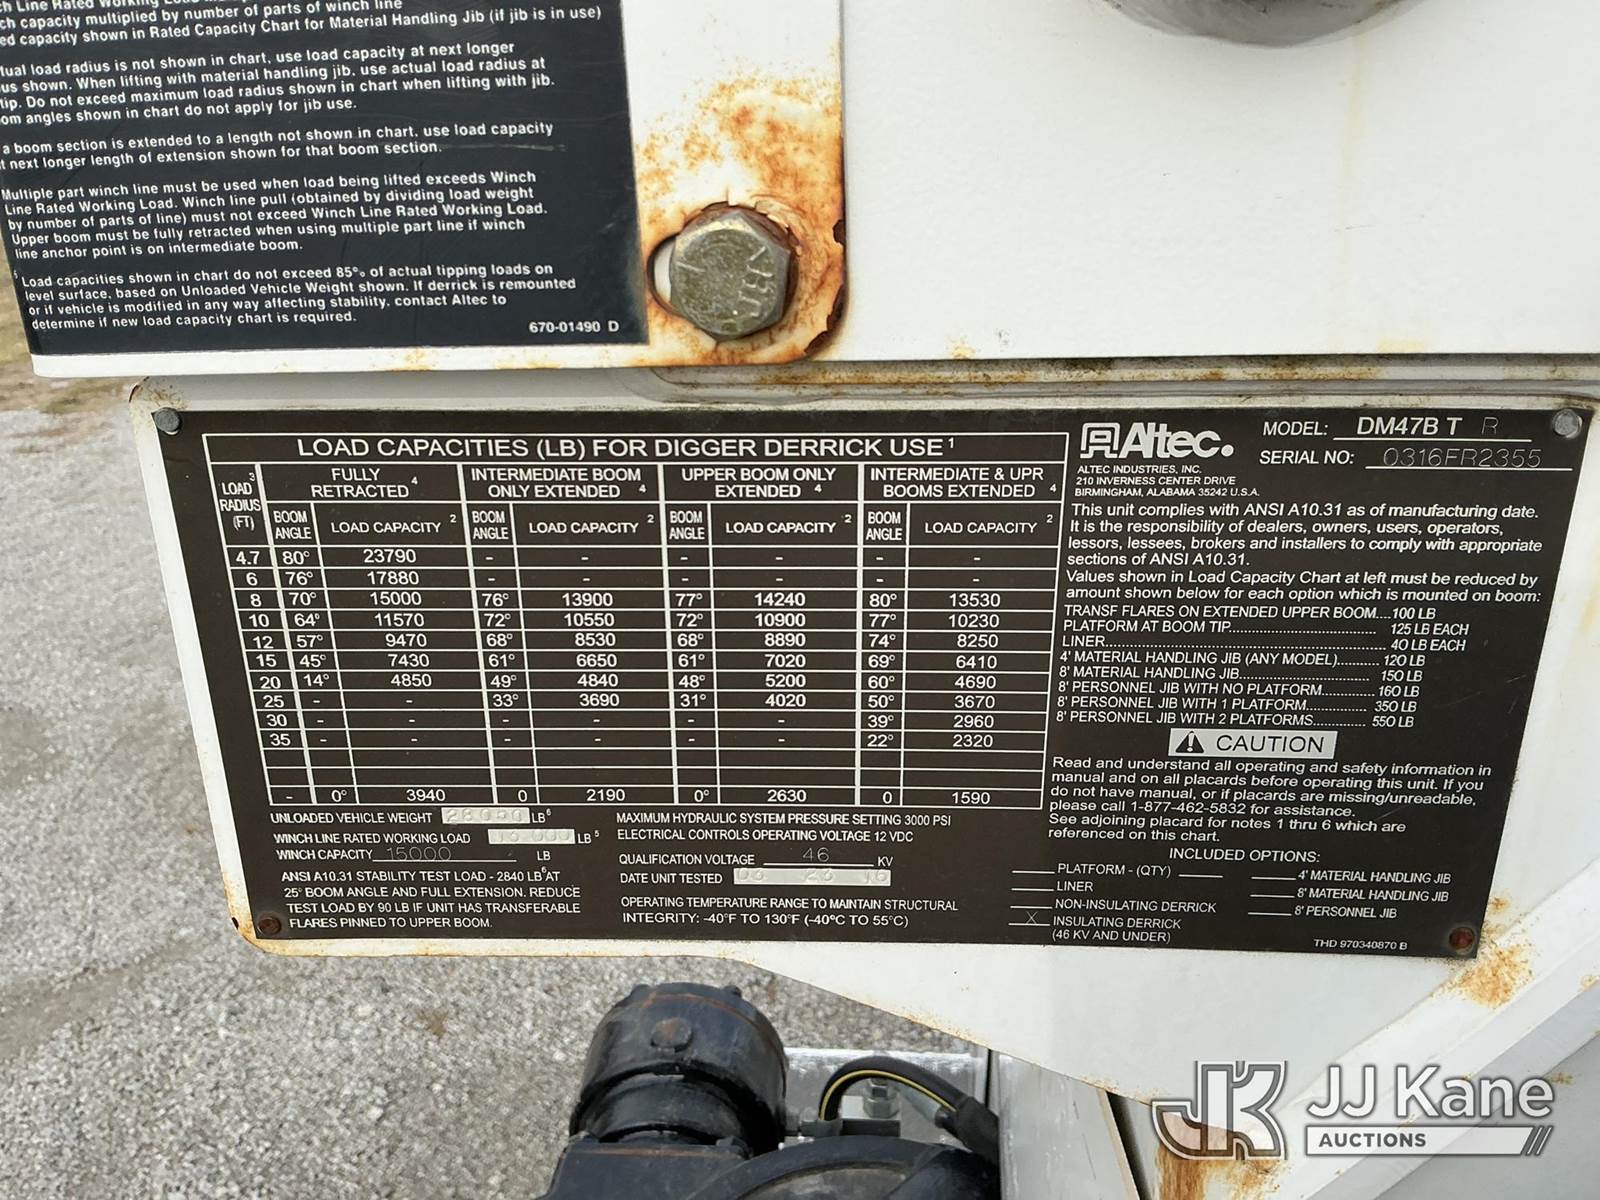 ch capacity multiplied by number of parts of winch line
ed capacity shown in Rated Capacity Chart for Material Handling Jib (if jib is in use)
tual load radius is not shown in chart, use load capacity at next longer
us shown. When lifting with material handling jib, use actual load radius at
tip. Do not exceed maximum load radius shown in chart when lifting with jib.
om angles shown in chart do not apply for jib use.
a boom section is extended to a length not shown in chart, use load capacity
t next longer length of extension shown for that boom section.
Multiple part winch line must be used when load being lifted exceeds Winch
Line Rated Working Load. Winch line pull (obtained by dividing load weight
by number of parts of line) must not exceed Winch Line Rated Working Load.
Upper boom must be fully retracted when using multiple part line if winch
line anchor point is on intermediate boom.
Load capacities shown in chart do not exceed 85% of actual tipping loads on
level surface, based on Unloaded Vehicle Weight shown. If derrick is remounted
or if vehicle is modified in any way affecting stability, contact Altec to
determine if new load capacity chart is required.
670-01490 D
LOAD CAPACITIES (LB) FOR DIGGER DERRICK USE 1
LOAD RADIUS (FT) 3
FULLY RETRACTED 4
INTERMEDIATE BOOM ONLY EXTENDED 4
UPPER BOOM ONLY EXTENDED 4
INTERMEDIATE & UPR BOOMS EXTENDED 4
BOOM ANGLE LOAD CAPACITY 2 BOOM ANGLE LOAD CAPACITY 2 BOOM ANGLE LOAD CAPACITY 2 BOOM ANGLE LOAD CAPACITY 2
4.7 80° 23790 - - - - - -
6 76° 17880 - - - - - -
8 70° 15000 76° 13900 77° 14240 80° 13530
10 64° 11570 72° 10550 72° 10900 77° 10230
12 57° 9470 68° 8530 68° 8890 74° 8250
15 45° 7430 61° 6650 61° 7020 69° 6410
20 14° 4850 49° 4840 48° 5200 60° 4690
25 - - 33° 3690 31° 4020 50° 3670
30 - - - - - - 39° 2960
35 - - - - - - 22° 2320
- 0° 3940 0 2190 0° 2630 0 1590
UNLOADED VEHICLE WEIGHT LB 6
WINCH LINE RATED WORKING LOAD LB 5
WINCH CAPACITY 15000 LB
ANSI A10.31 STABILITY TEST LOAD - 2840 LB 6 AT
25° BOOM ANGLE AND FULL EXTENSION. REDUCE
TEST LOAD BY 90 LB IF UNIT HAS TRANSFERABLE
FLARES PINNED TO UPPER BOOM.
MAXIMUM HYDRAULIC SYSTEM PRESSURE SETTING 3000 PSI
ELECTRICAL CONTROLS OPERATING VOLTAGE 12 VDC
QUALIFICATION VOLTAGE 46 KV
DATE UNIT TESTED 03 23 16
OPERATING TEMPERATURE RANGE TO MAINTAIN STRUCTURAL
INTEGRITY: -40°F TO 130°F (-40°C TO 55°C)
Altec.
MODEL: DM47B T R
SERIAL NO: 0316FR2355
ALTEC INDUSTRIES, INC.
210 INVERNESS CENTER DRIVE
BIRMINGHAM, ALABAMA 35242 U.S.A.
This unit complies with ANSI A10.31 as of manufacturing date.
It is the responsibility of dealers, owners, users, operators,
lessors, lessees, brokers and installers to comply with appropriate
sections of ANSI A10.31.
Values shown in Load Capacity Chart at left must be reduced by
amount shown below for each option which is mounted on boom:
TRANSF FLARES ON EXTENDED UPPER BOOM....100 LB
PLATFORM AT BOOM TIP.... 125 LB EACH
LINER.... 40 LB EACH
4' MATERIAL HANDLING JIB (ANY MODEL).... 120 LB
8' MATERIAL HANDLING JIB.... 150 LB
8' PERSONNEL JIB WITH NO PLATFORM....160 LB
8' PERSONNEL JIB WITH 1 PLATFORM.... 350 LB
8' PERSONNEL JIB WITH 2 PLATFORMS.... 550 LB
CAUTION
Read and understand all operating and safety information in
manual and on all placards before operating this unit. If you
do not have manual, or if placards are missing/unreadable,
please call 1-877-462-5832 for assistance.
See adjoining placard for notes 1 thru 6 which are
referenced on this chart.
INCLUDED OPTIONS:
PLATFORM - (QTY)
LINER
NON-INSULATING DERRICK
X INSULATING DERRICK
(46 KV AND UNDER)
4' MATERIAL HANDLING JIB
8' MATERIAL HANDLING JIB
8' PERSONNEL JIB
THD 970340870 B
JK JJ Kane
AUCTIONS